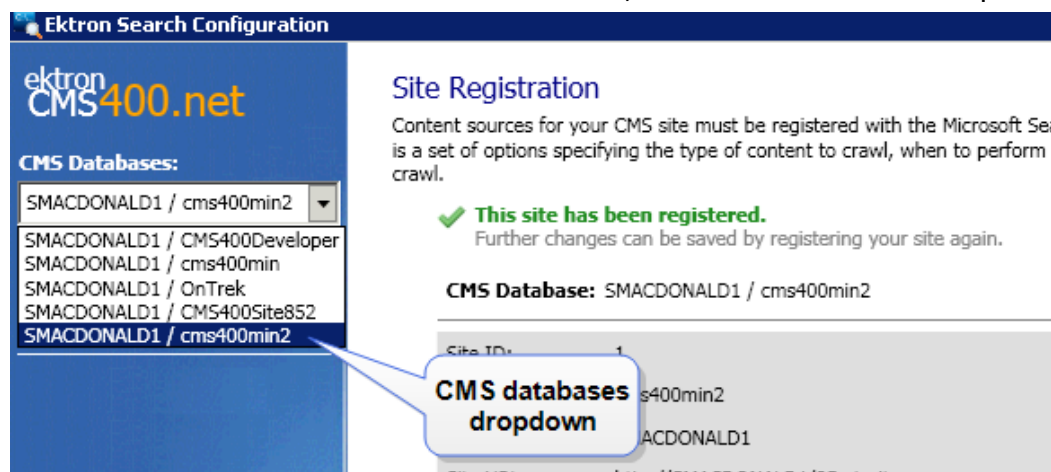 Ektron Search Configuration
ektron
CMS400.net
CMS Databases:
SMACDONALD1 / cms400min2
SMACDONALD1 / CMS400Developer
SMACDONALD1 / cms400min
SMACDONALD1 / OnTrek
SMACDONALD1 / CMS400Site852
SMACDONALD1 / cms400min2
Site Registration
Content sources for your CMS site must be registered with the Microsoft Se
is a set of options specifying the type of content to crawl, when to perform
crawl.
This site has been registered.
Further changes can be saved by registering your site again.
CMS Database: SMACDONALD1 / cms400min2
Site ID: 1
s400min2
ACDONALD1
CMS databases
dropdown